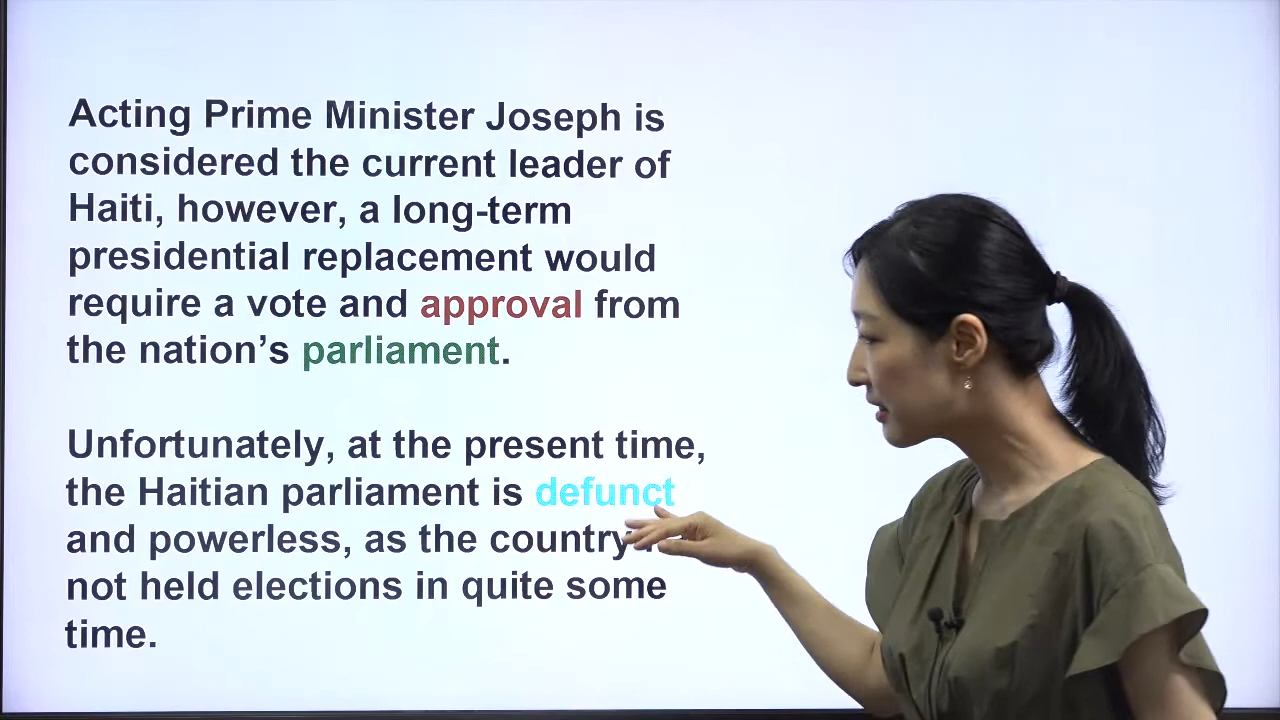 Acting Prime Minister Joseph is
considered the current leader of
Haiti, however, a long-term
presidential replacement would
require a vote and approval from
the nation’s parliament.
Unfortunately, at the present time,
the Haitian parliament is defunct
and powerless, as the country
not held elections in quite some
time.